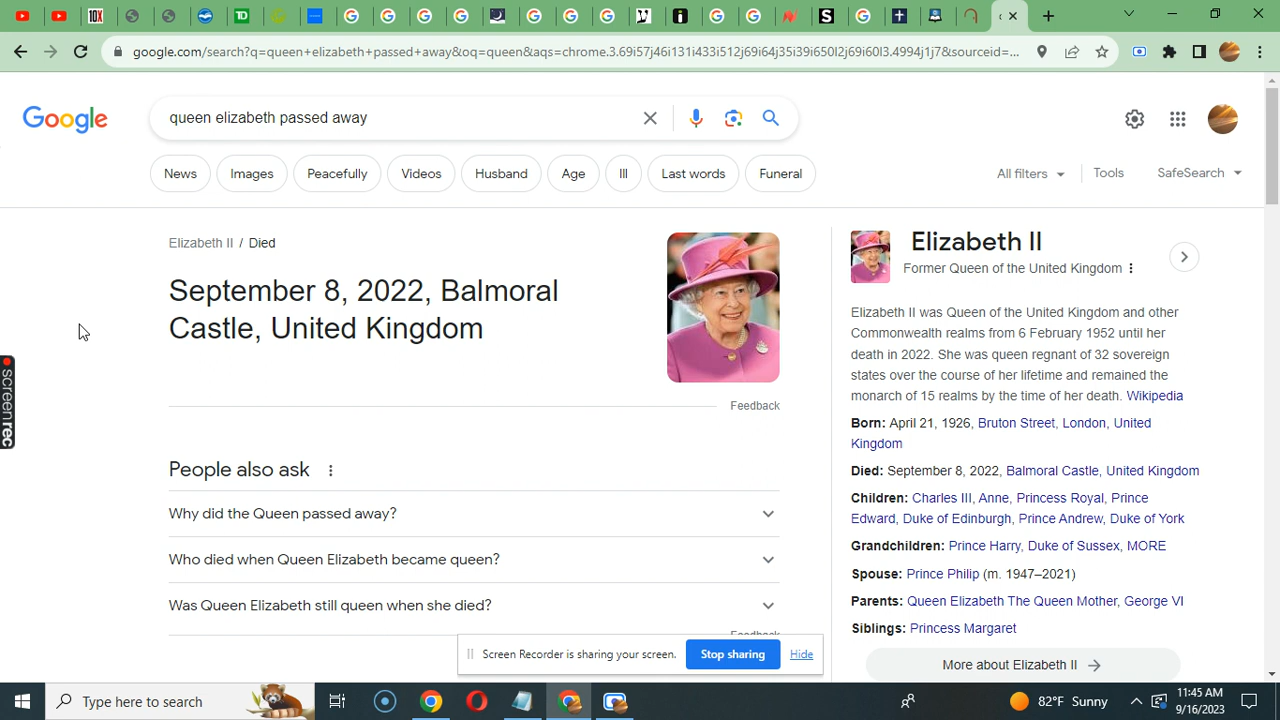 google.com/search?q=queen+elizabeth+passed+away&oq=queen&aqs=chrome.3.69i57j46i131i433i512j69i64j35i39i650l2j69i60l3.4994j1j7&sourceid=...
Google
queen elizabeth passed away
News Images Peacefully Videos Husband Age Ill Last words Funeral All filters Tools SafeSearch
Elizabeth II / Died
September 8, 2022, Balmoral
Castle, United Kingdom
Feedback
People also ask
Why did the Queen passed away?
Who died when Queen Elizabeth became queen?
Was Queen Elizabeth still queen when she died?
Feedback
Elizabeth II
Former Queen of the United Kingdom
Elizabeth II was Queen of the United Kingdom and other
Commonwealth realms from 6 February 1952 until her
death in 2022. She was queen regnant of 32 sovereign
states over the course of her lifetime and remained the
monarch of 15 realms by the time of her death. Wikipedia
Born: April 21, 1926, Bruton Street, London, United
Kingdom
Died: September 8, 2022, Balmoral Castle, United Kingdom
Children: Charles III, Anne, Princess Royal, Prince
Edward, Duke of Edinburgh, Prince Andrew, Duke of York
Grandchildren: Prince Harry, Duke of Sussex, MORE
Spouse: Prince Philip (m. 1947–2021)
Parents: Queen Elizabeth The Queen Mother, George VI
Siblings: Princess Margaret
More about Elizabeth II
screenrec
Screen Recorder is sharing your screen. Stop sharing Hide
Type here to search
82°F Sunny
11:45 AM
9/16/2023